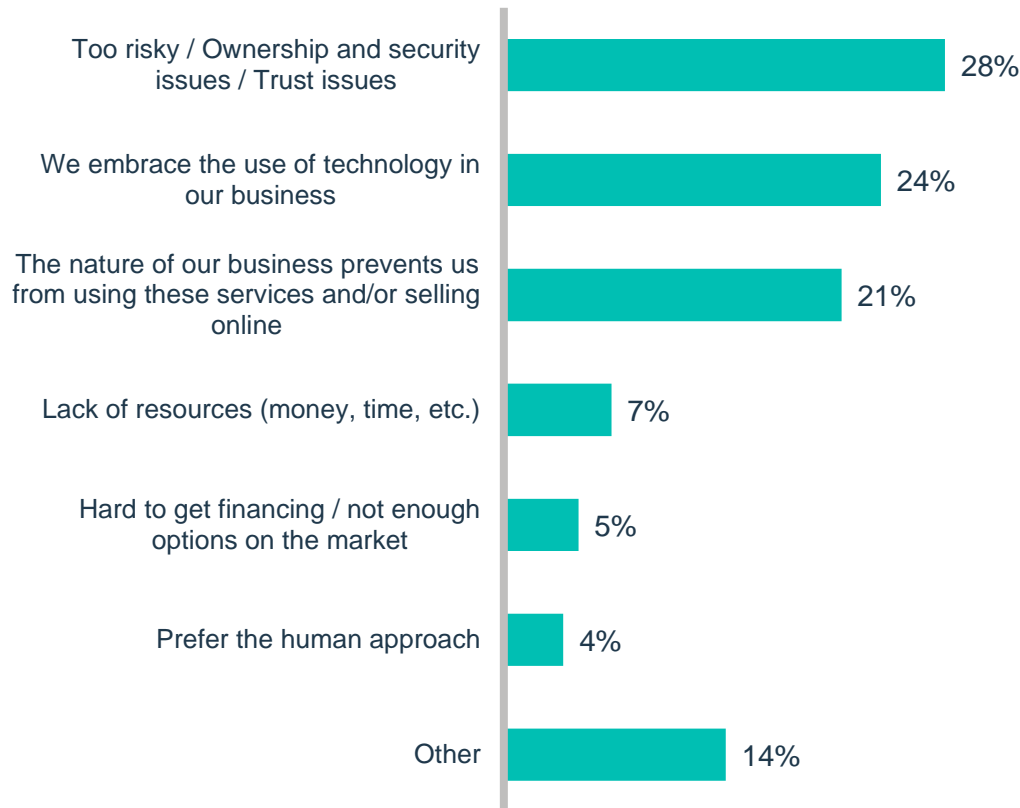 Too risky / Ownership and security
issues / Trust issues
28%
We embrace the use of technology in
our business
24%
The nature of our business prevents us
from using these services and/or selling
online
21%
Lack of resources (money, time, etc.)
7%
Hard to get financing / not enough
options on the market
5%
Prefer the human approach
4%
Other
14%